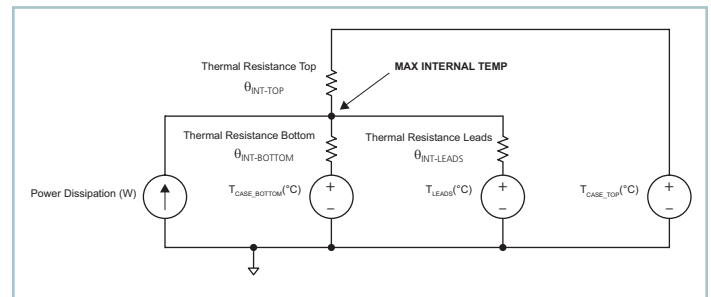 Thermal Resistance Top
θINT-TOP
MAX INTERNAL TEMP
Thermal Resistance Bottom
θINT-BOTTOM
Thermal Resistance Leads
θINT-LEADS
Power Dissipation (W)
TCASE_BOTTOM(°C)
+
–
TLEADS(°C)
+
–
TCASE_TOP(°C)
+
–